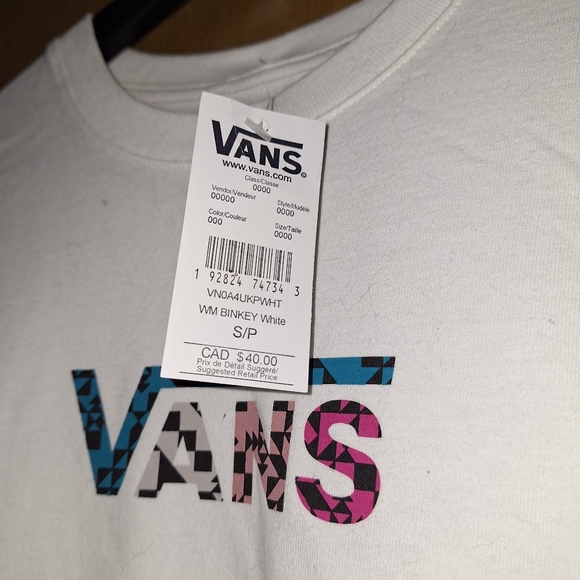 VANS
www.vans.com
Class/Classe
0000
Vendor/Vendeur
00000
Style/Modèle
0000
Color/Couleur
000
Size/Taille
0000
1 92824 74734 3
VN0A4UKPWHT
WM BINKEY White
S/P
CAD $40.00
Prix de Détail Suggéré/
Suggested Retail Price
VANS